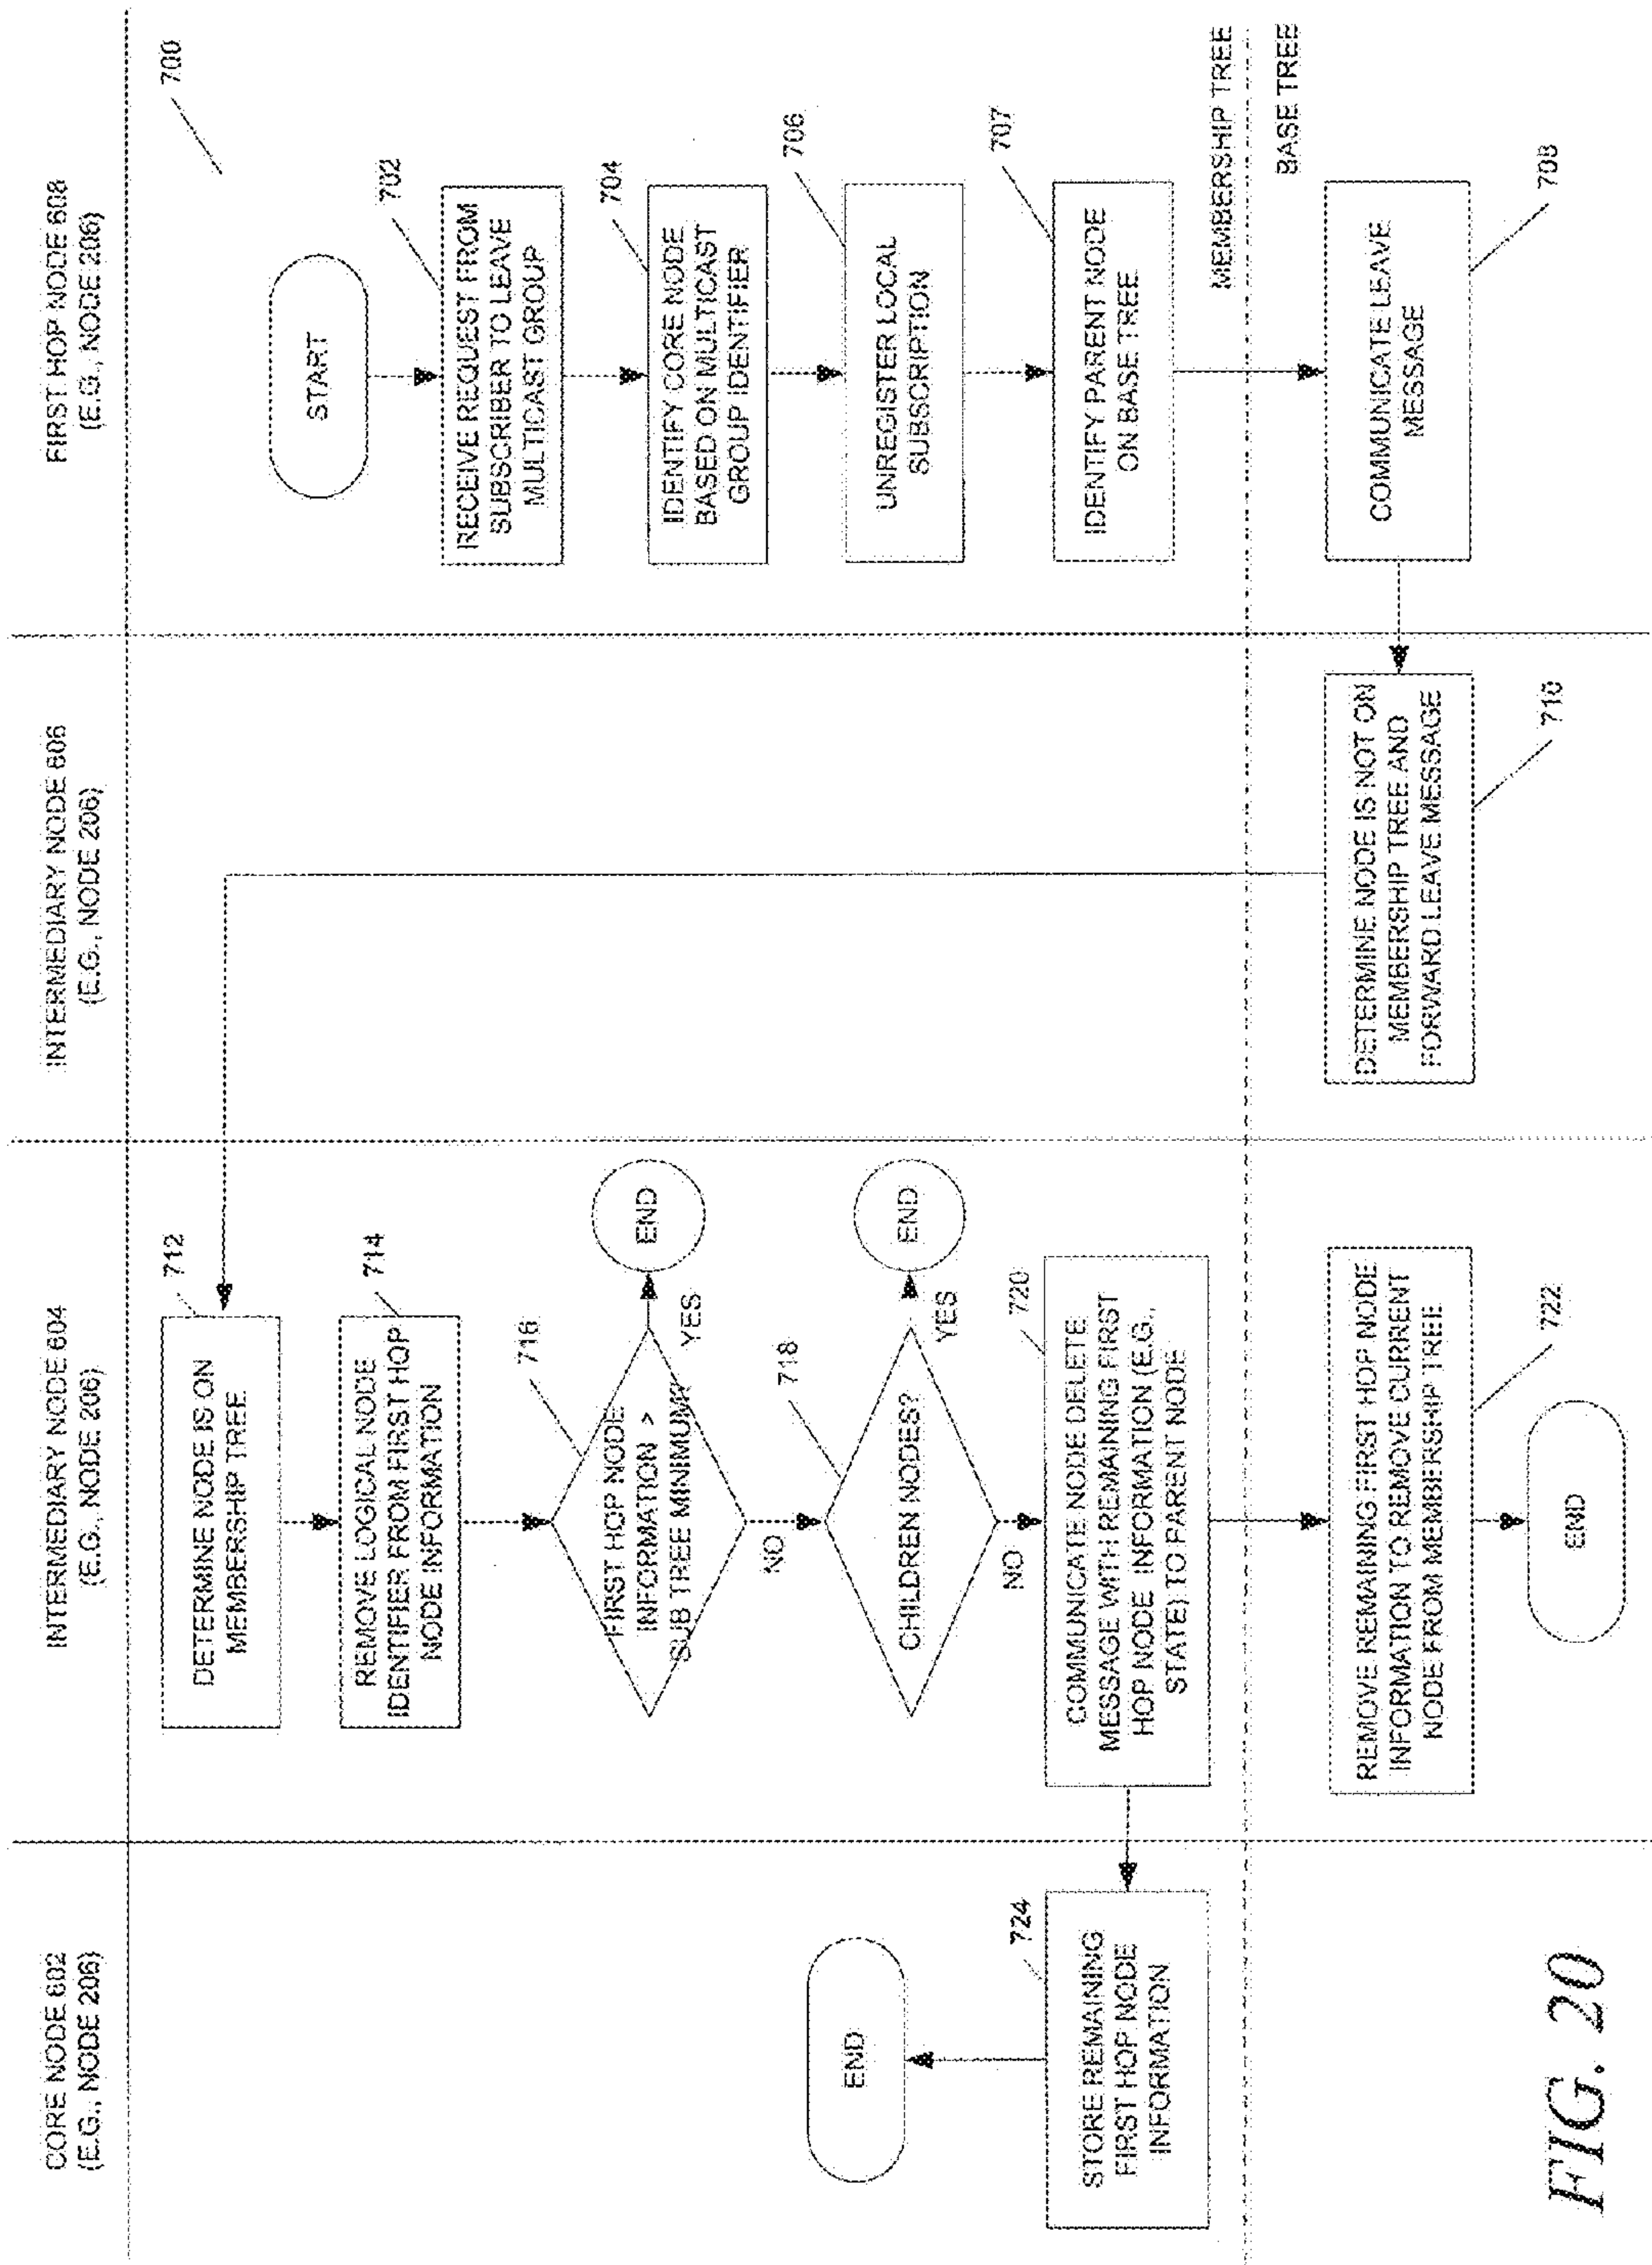 CORE NODE 602
(E.G., NODE 206)
INTERMEDIARY NODE 604
(E.G., NODE 206)
INTERMEDIARY NODE 606
(E.G., NODE 206)
FIRST HOP NODE 608
(E.G., NODE 206)
700
START
702
RECEIVE REQUEST FROM
SUBSCRIBER TO LEAVE
MULTICAST GROUP
704
IDENTIFY CORE NODE
BASED ON MULTICAST
GROUP IDENTIFIER
706
UNREGISTER LOCAL
SUBSCRIPTION
707
IDENTIFY PARENT NODE
ON BASE TREE
MEMBERSHIP TREE
BASE TREE
708
COMMUNICATE LEAVE
MESSAGE
DETERMINE NODE IS NOT ON
MEMBERSHIP TREE AND
FORWARD LEAVE MESSAGE
710
712
DETERMINE NODE IS ON
MEMBERSHIP TREE
714
REMOVE LOGICAL NODE
IDENTIFIER FROM FIRST HOP
NODE INFORMATION
716
FIRST HOP NODE
INFORMATION >
SUB TREE MINIMUM?
YES
END
NO
718
CHILDREN NODES?
YES
END
NO
720
COMMUNICATE NODE DELETE
MESSAGE WITH REMAINING FIRST
HOP NODE INFORMATION (E.G.,
STATE) TO PARENT NODE
REMOVE REMAINING FIRST HOP NODE
INFORMATION TO REMOVE CURRENT
NODE FROM MEMBERSHIP TREE
722
END
724
STORE REMAINING
FIRST HOP NODE
INFORMATION
END
FIG. 20